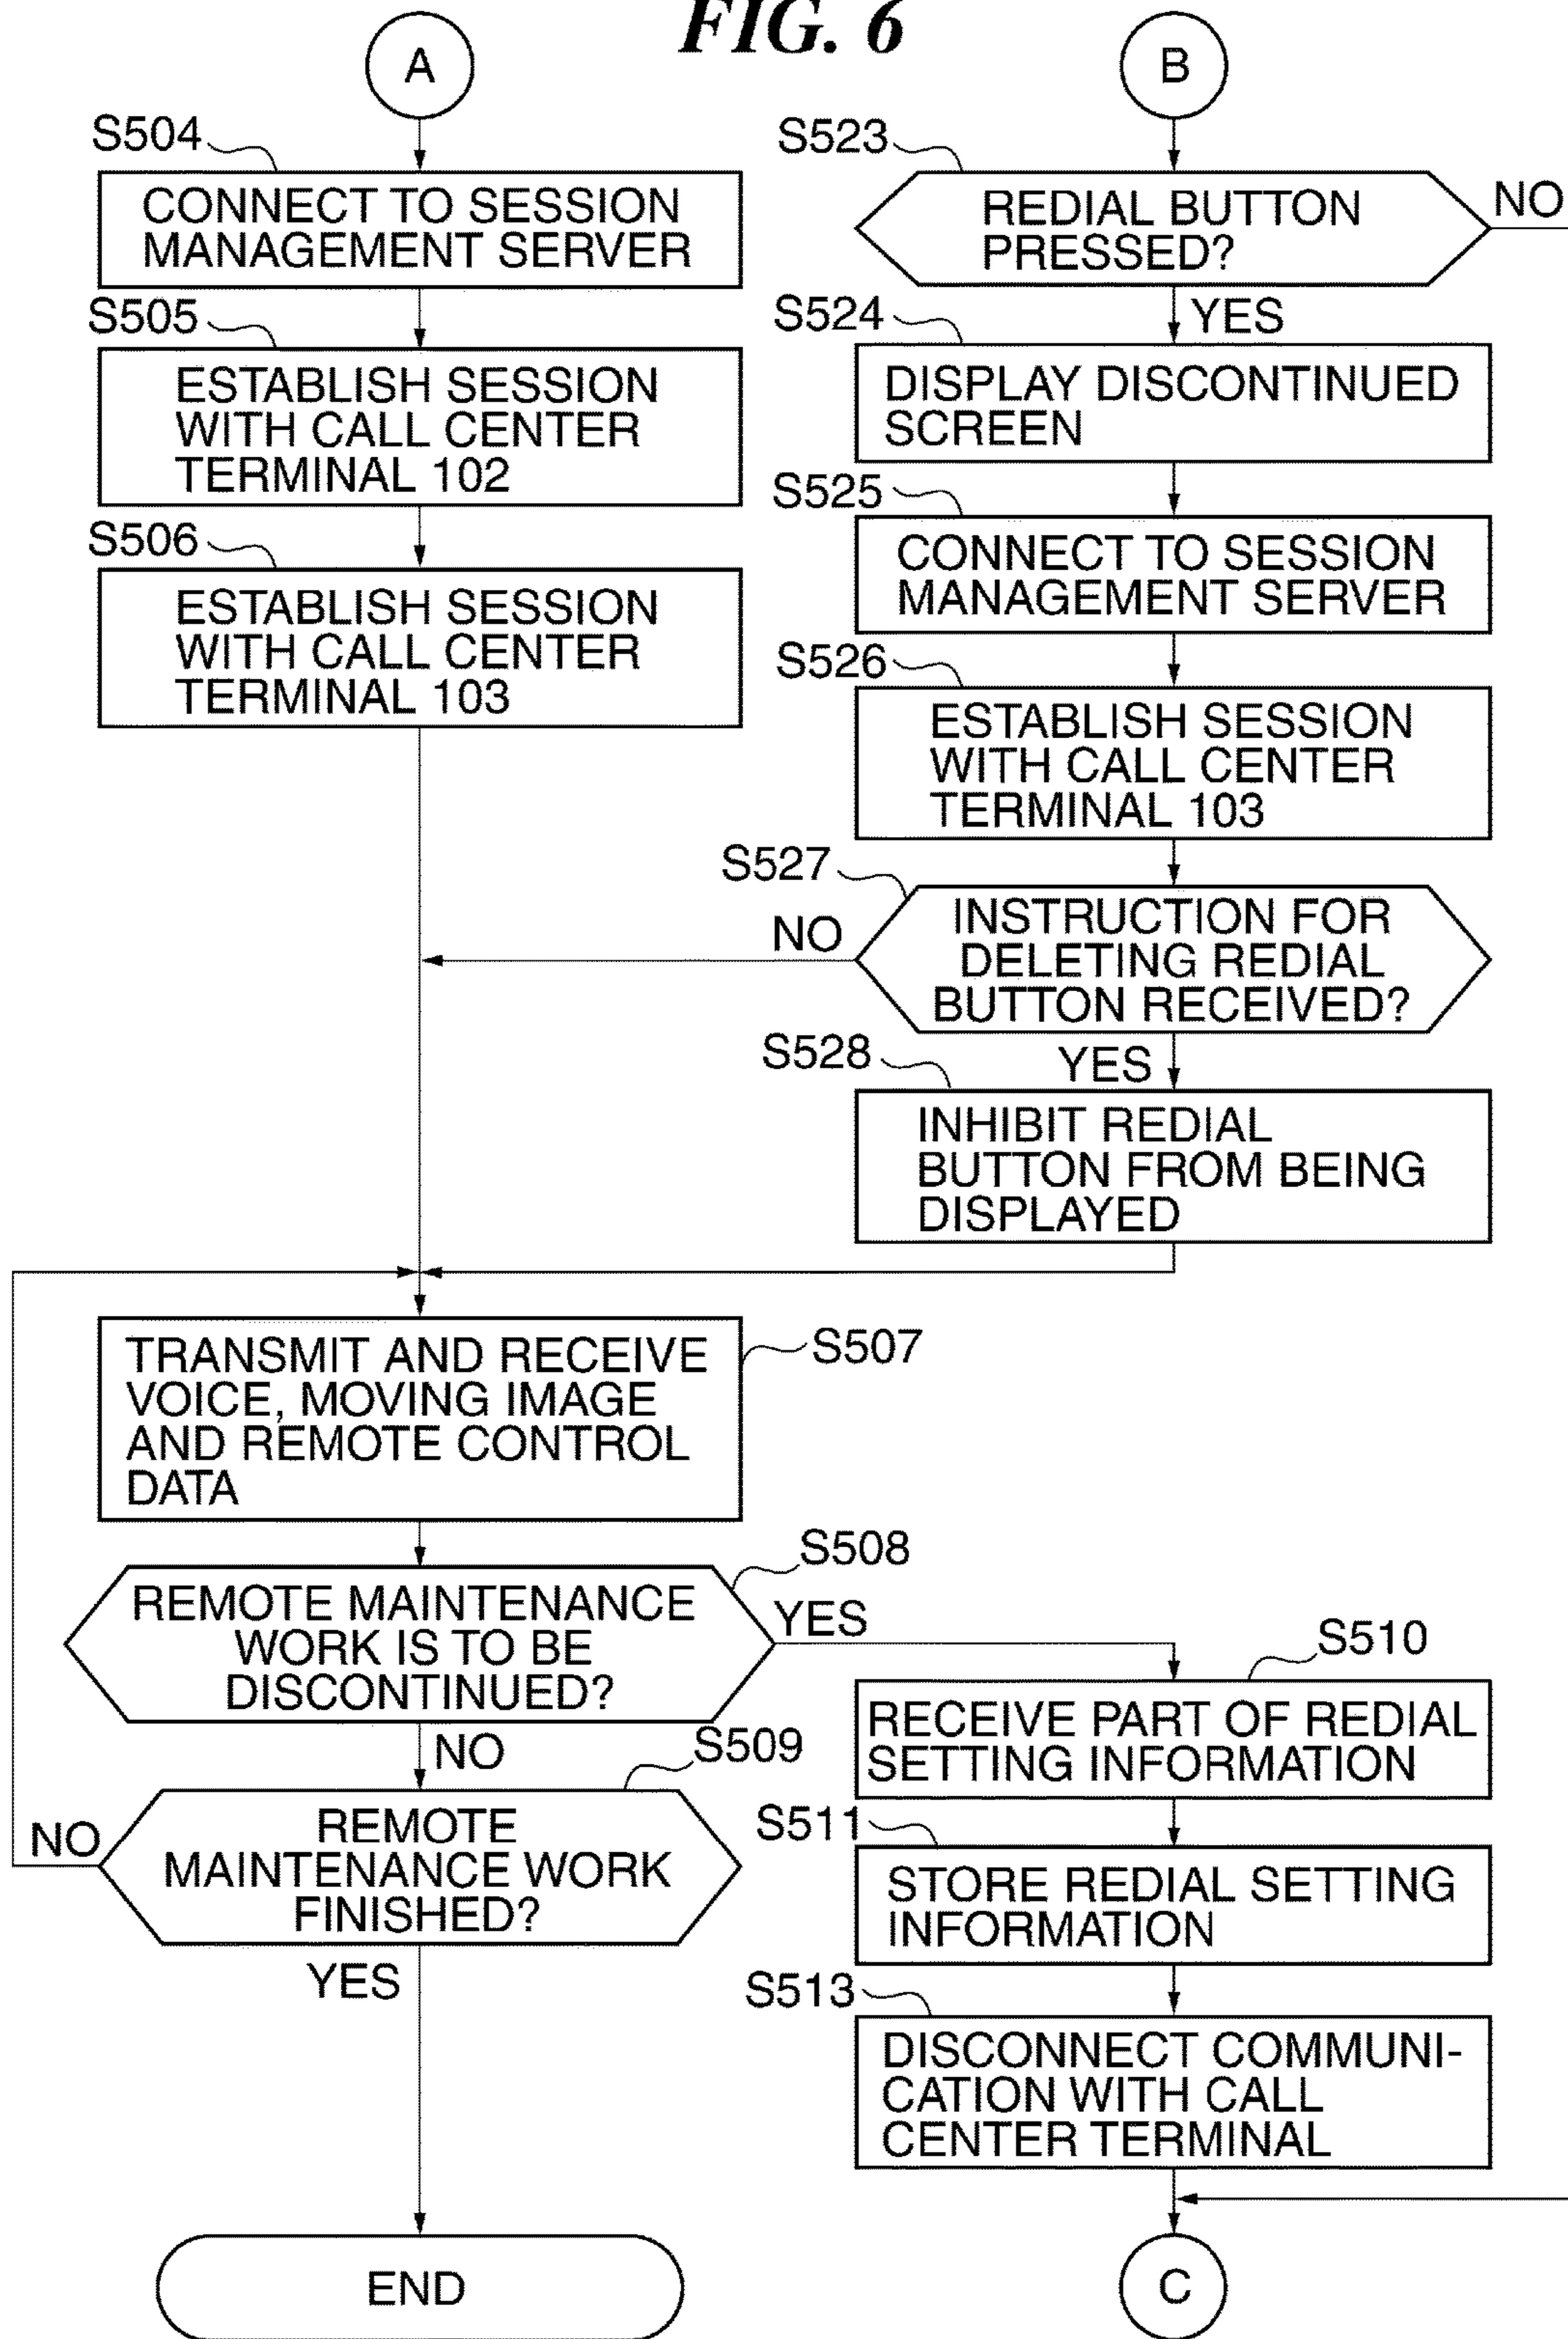 FIG. 6
A
S504
CONNECT TO SESSION
MANAGEMENT SERVER
S505
ESTABLISH SESSION
WITH CALL CENTER
TERMINAL 102
S506
ESTABLISH SESSION
WITH CALL CENTER
TERMINAL 103
B
S523
REDIAL BUTTON
PRESSED?
NO
YES
S524
DISPLAY DISCONTINUED
SCREEN
S525
CONNECT TO SESSION
MANAGEMENT SERVER
S526
ESTABLISH SESSION
WITH CALL CENTER
TERMINAL 103
S527
NO
INSTRUCTION FOR
DELETING REDIAL
BUTTON RECEIVED?
YES
S528
INHIBIT REDIAL
BUTTON FROM BEING
DISPLAYED
TRANSMIT AND RECEIVE
VOICE, MOVING IMAGE
AND REMOTE CONTROL
DATA
S507
S508
REMOTE MAINTENANCE
WORK IS TO BE
DISCONTINUED?
YES
NO
S509
REMOTE
MAINTENANCE WORK
FINISHED?
NO
YES
END
S510
RECEIVE PART OF REDIAL
SETTING INFORMATION
S511
STORE REDIAL SETTING
INFORMATION
S513
DISCONNECT COMMUNI-
CATION WITH CALL
CENTER TERMINAL
C